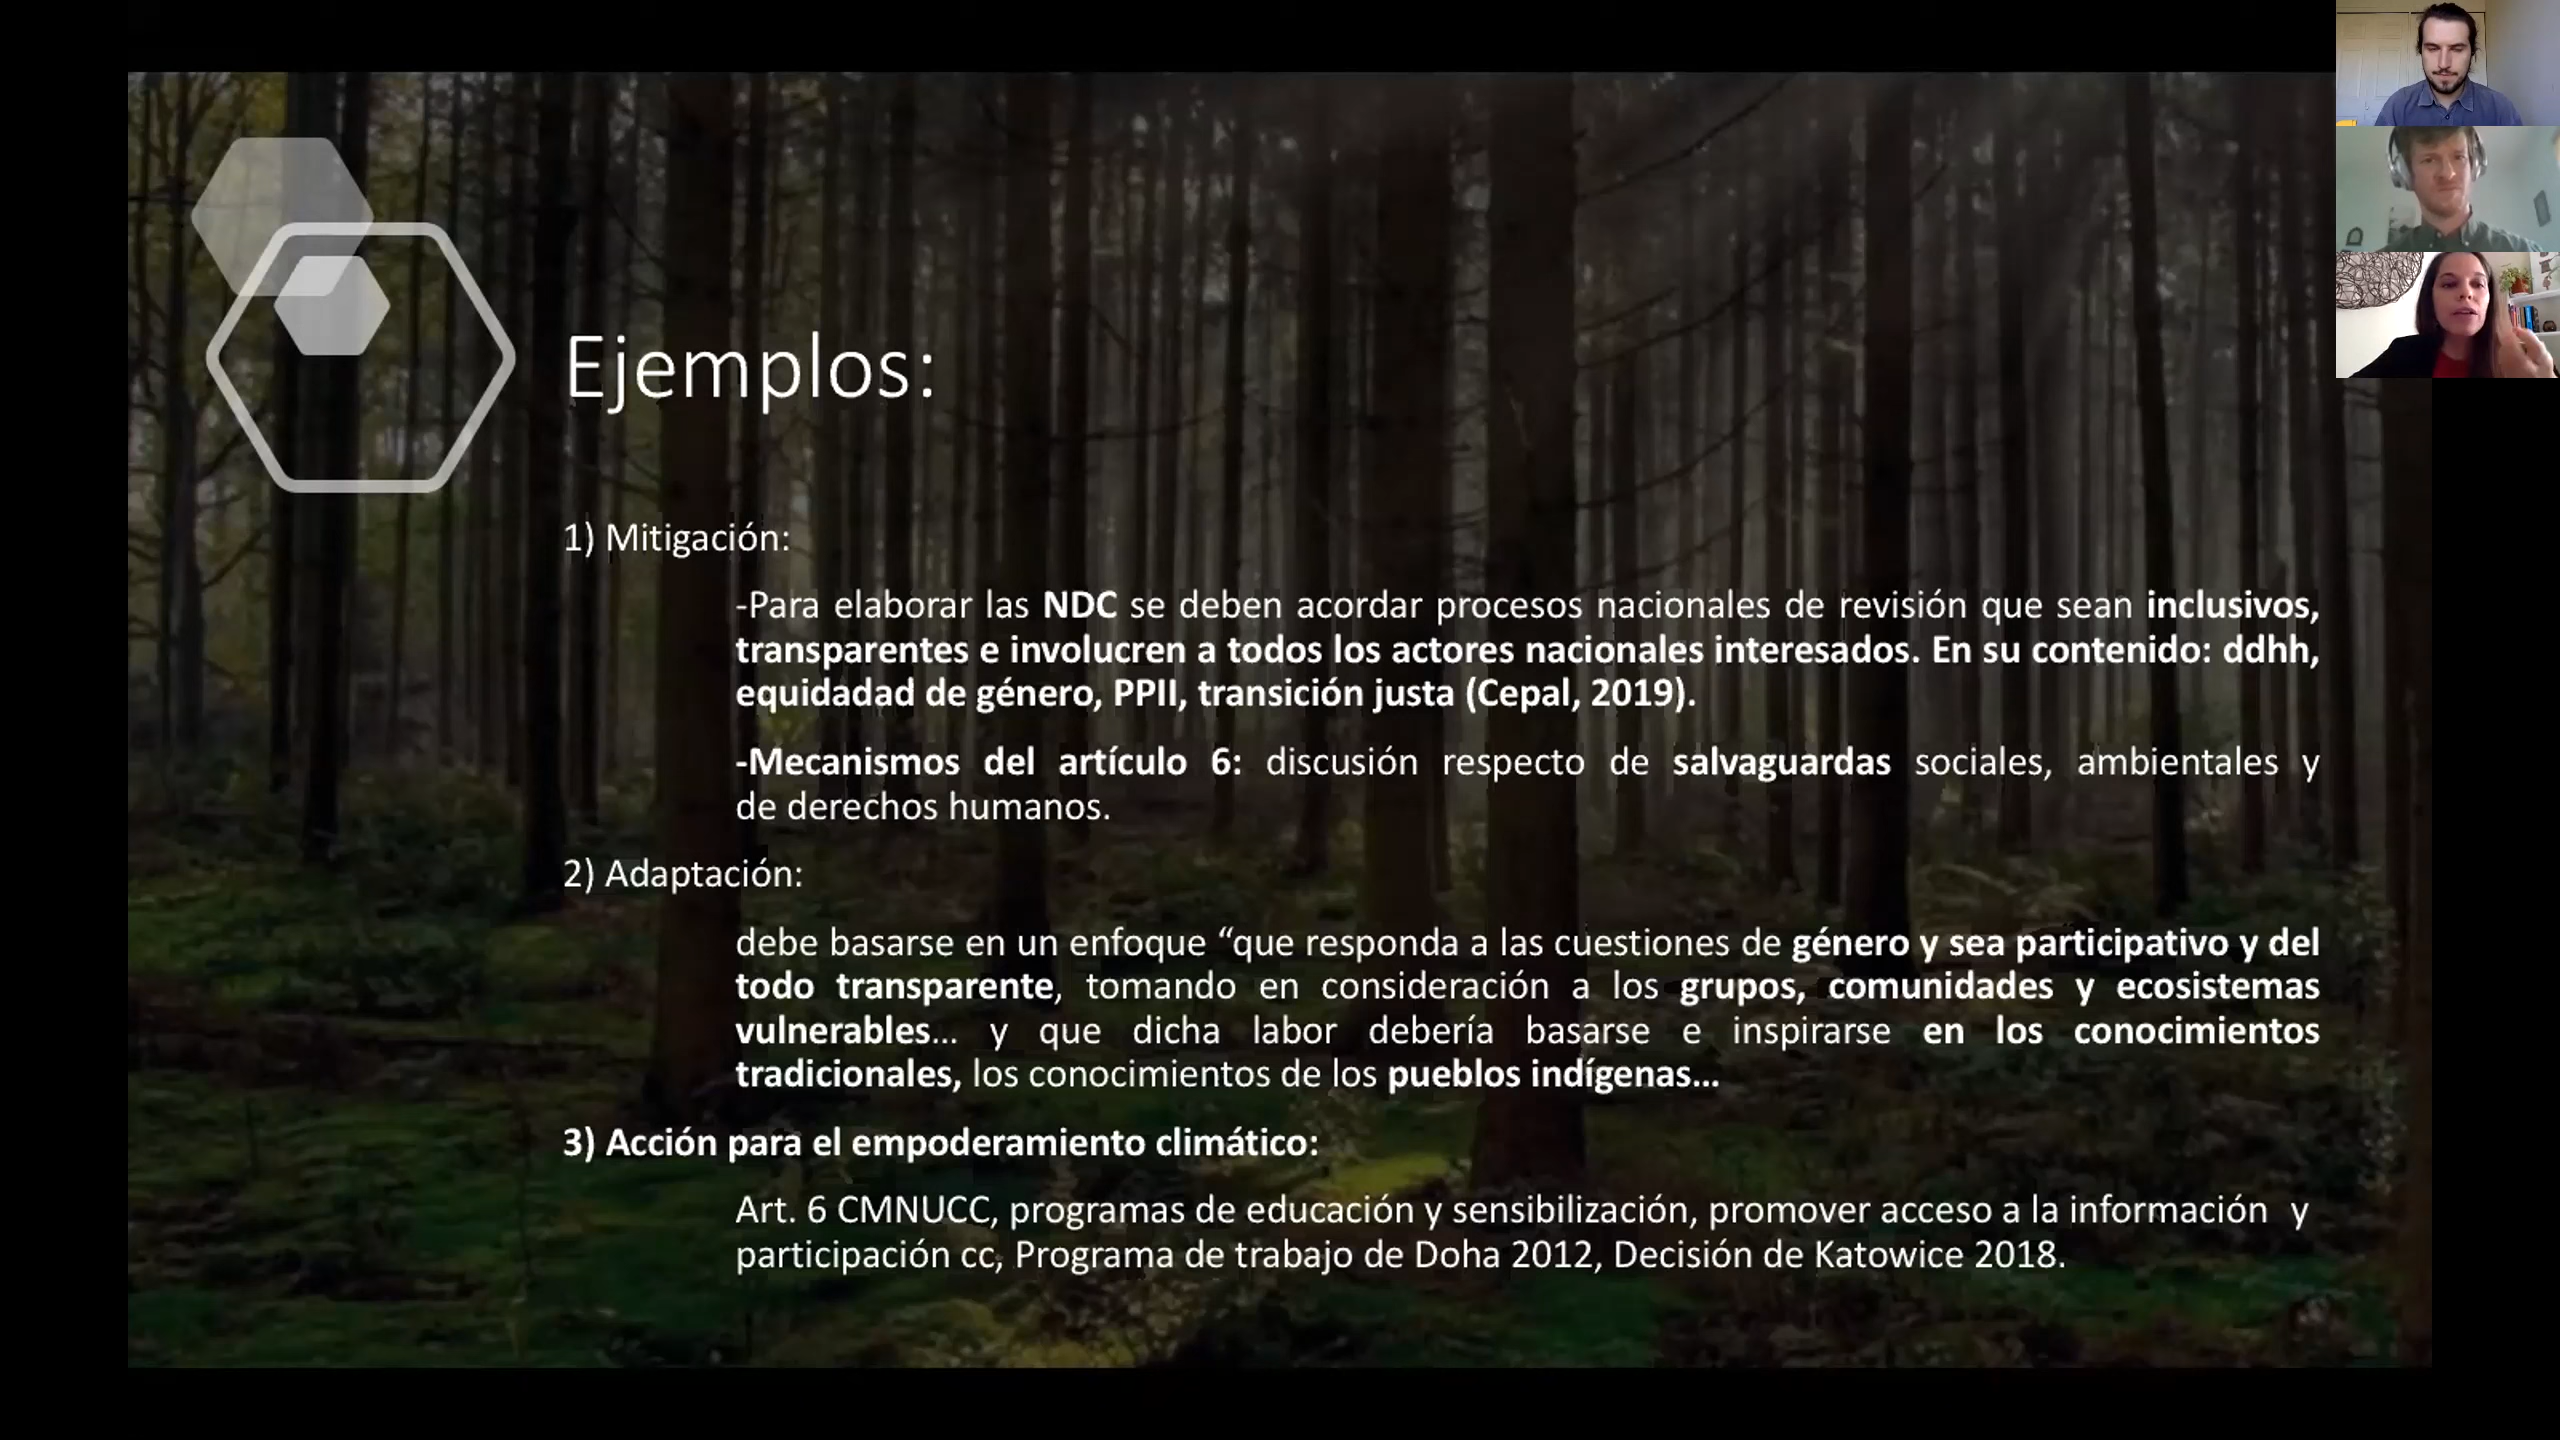 Ejemplos:
1) Mitigación:
-Para elaborar las NDC se deben acordar procesos nacionales de revisión que sean inclusivos,
transparentes e involucren a todos los actores nacionales interesados. En su contenido: ddhh,
equidadad de género, PPII, transición justa (Cepal, 2019).
-Mecanismos del artículo 6: discusión respecto de salvaguardas sociales, ambientales y
de derechos humanos.
2) Adaptación:
debe basarse en un enfoque “que responda a las cuestiones de género y sea participativo y del
todo transparente, tomando en consideración a los grupos, comunidades y ecosistemas
vulnerables... y que dicha labor debería basarse e inspirarse en los conocimientos
tradicionales, los conocimientos de los pueblos indígenas...
3) Acción para el empoderamiento climático:
Art. 6 CMNUCC, programas de educación y sensibilización, promover acceso a la información y
participación cc, Programa de trabajo de Doha 2012, Decisión de Katowice 2018.